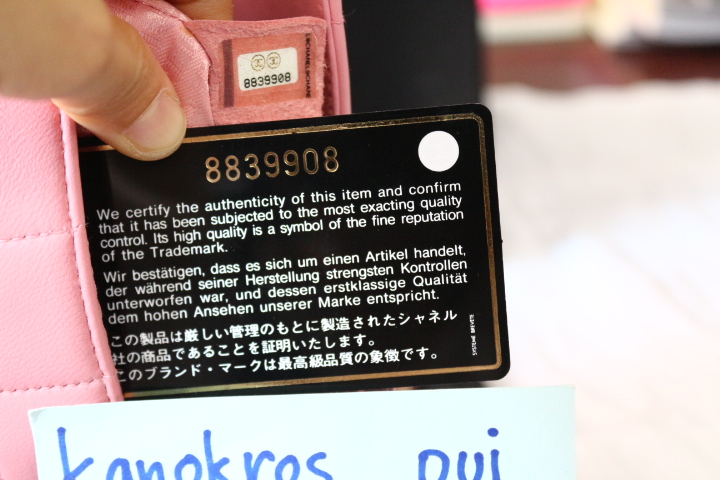 8839908
8839908
We certify the authenticity of this item and confirm
that it has been subjected to the most exacting quality
control. Its high quality is a symbol of the fine reputation
of the Trademark.
Wir bestätigen, dass es sich um einen Artikel handelt,
der während seiner Herstellung strengsten Kontrollen
unterworfen war, und dessen erstklassige Qualität
dem hohen Ansehen unserer Marke entspricht.
この製品は厳しい管理のもとに製造されたシャネル
社の商品であることを証明いたします。
このブランド・マークは最高級品質の象徴です。
SYSTEME BREVETE
kanokros pui